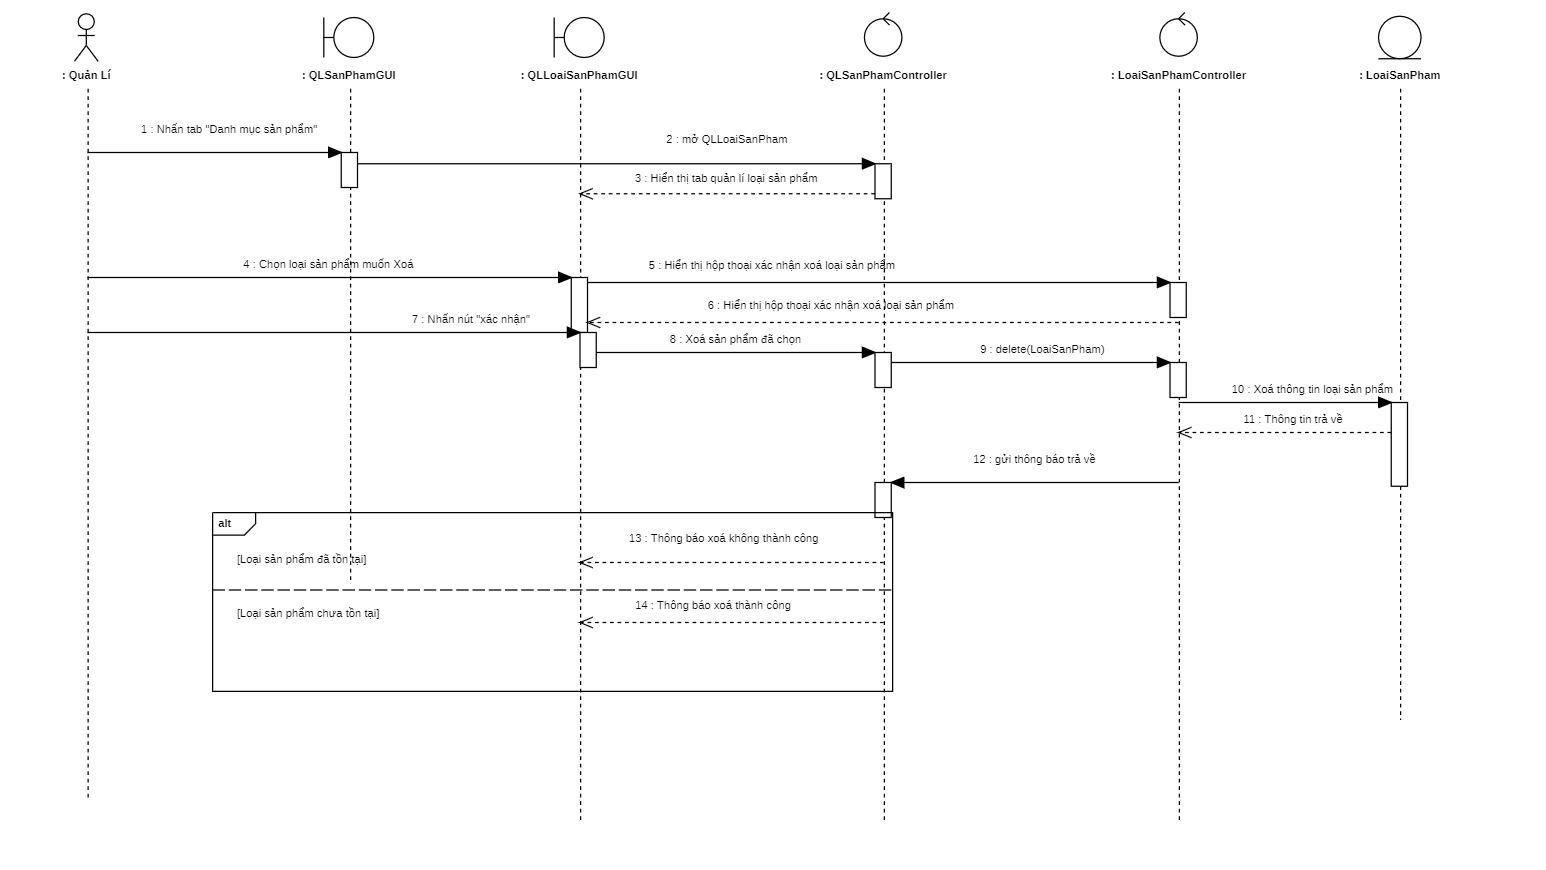 : Quản Lí
: QLSanPhamGUI
: QLLoaiSanPhamGUI
: QLSanPhamController
: LoaiSanPhamController
: LoaiSanPham
1 : Nhấn tab "Danh mục sản phẩm"
2 : mở QLLoaiSanPham
3 : Hiển thị tab quản lí loại sản phẩm
4 : Chọn loại sản phẩm muốn Xoá
5 : Hiển thị hộp thoại xác nhận xoá loại sản phẩm
6 : Hiển thị hộp thoại xác nhận xoá loại sản phẩm
7 : Nhấn nút "xác nhận"
8 : Xoá sản phẩm đã chọn
9 : delete(LoaiSanPham)
10 : Xoá thông tin loại sản phẩm
11 : Thông tin trả về
12 : gửi thông báo trả về
alt
13 : Thông báo xoá không thành công
[Loại sản phẩm đã tồn tại]
14 : Thông báo xoá thành công
[Loại sản phẩm chưa tồn tại]